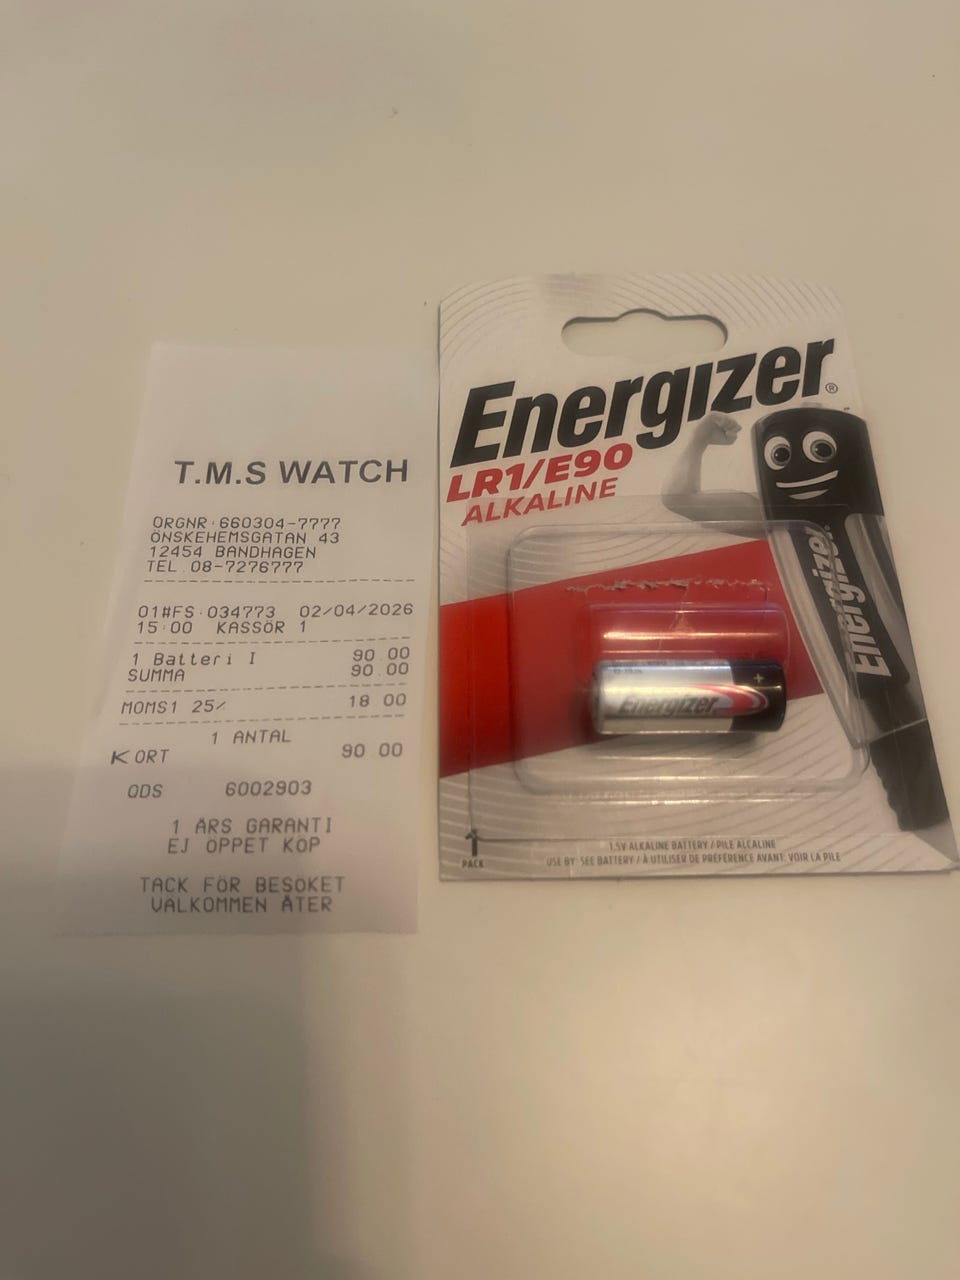 T.M.S WATCH
ORGNR 660304-7777
ÖNSKEHEMSGATAN 43
12454 BANDHAGEN
TEL 08-7276777
01#FS 034773 02/04/2026
15 00 KASSÖR 1
1 Batteri I 90 00
SUMMA 90.00
MOMS1 25% 18 00
1 ANTAL
KORT 90 00
ODS 6002903
1 ÅRS GARANTI
EJ ÖPPET KÖP
TACK FÖR BESÖKET
VÄLKOMMEN ÅTER
Energizer®
LR1/E90
ALKALINE
Energizer
Energizer
+
1
PACK
1.5V ALKALINE BATTERY / PILE ALCALINE
USE BY: SEE BATTERY / À UTILISER DE PRÉFÉRENCE AVANT: VOIR LA PILE